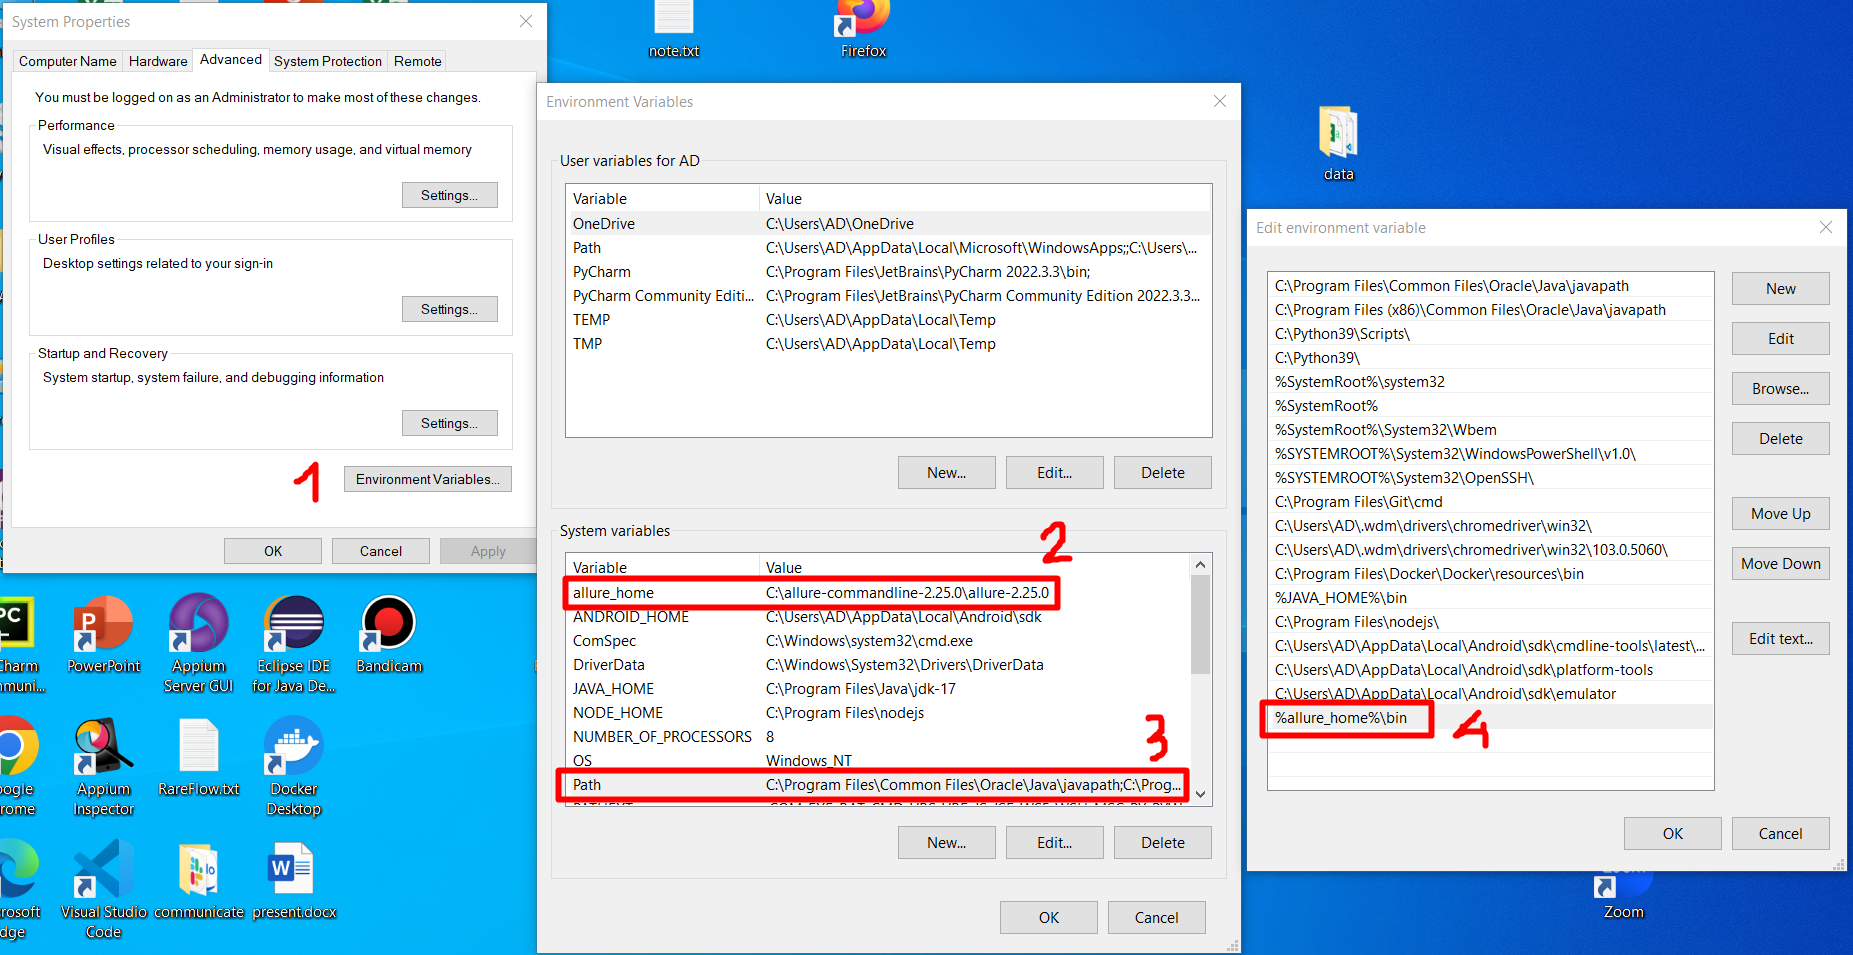 System Properties
Computer Name
Hardware
Advanced
System Protection
Remote
You must be logged on as an Administrator to make most of these changes.
Performance
Visual effects, processor scheduling, memory usage, and virtual memory
Settings...
User Profiles
Desktop settings related to your sign-in
Settings...
Startup and Recovery
System startup, system failure, and debugging information
Settings...
1
Environment Variables...
OK
Cancel
Apply
note.txt
Firefox
data
Environment Variables
User variables for AD
Variable Value
OneDrive C:\Users\AD\OneDrive
Path C:\Users\AD\AppData\Local\Microsoft\WindowsApps;;C:\Users\...
PyCharm C:\Program Files\JetBrains\PyCharm 2022.3.3\bin;
PyCharm Community Editi... C:\Program Files\JetBrains\PyCharm Community Edition 2022.3.3...
TEMP C:\Users\AD\AppData\Local\Temp
TMP C:\Users\AD\AppData\Local\Temp
New...
Edit...
Delete
System variables
2
Variable Value
allure_home C:\allure-commandline-2.25.0\allure-2.25.0
ANDROID_HOME C:\Users\AD\AppData\Local\Android\sdk
ComSpec C:\Windows\system32\cmd.exe
DriverData C:\Windows\System32\Drivers\DriverData
JAVA_HOME C:\Program Files\Java\jdk-17
NODE_HOME C:\Program Files\nodejs
NUMBER_OF_PROCESSORS 8
3
OS Windows_NT
Path C:\Program Files\Common Files\Oracle\Java\javapath;C:\Prog...
New...
Edit...
Delete
OK
Cancel
Edit environment variable
C:\Program Files\Common Files\Oracle\Java\javapath
C:\Program Files (x86)\Common Files\Oracle\Java\javapath
C:\Python39\Scripts\
C:\Python39\
%SystemRoot%\system32
%SystemRoot%
%SystemRoot%\System32\Wbem
%SYSTEMROOT%\System32\WindowsPowerShell\v1.0\
%SYSTEMROOT%\System32\OpenSSH\
C:\Program Files\Git\cmd
C:\Users\AD\.wdm\drivers\chromedriver\win32\
C:\Users\AD\.wdm\drivers\chromedriver\win32\103.0.5060\
C:\Program Files\Docker\Docker\resources\bin
%JAVA_HOME%\bin
C:\Program Files\nodejs\
C:\Users\AD\AppData\Local\Android\sdk\cmdline-tools\latest\...
C:\Users\AD\AppData\Local\Android\sdk\platform-tools
C:\Users\AD\AppData\Local\Android\sdk\emulator
%allure_home%\bin
4
New
Edit
Browse...
Delete
Move Up
Move Down
Edit text...
OK
Cancel
PowerPoint
Appium
Server GUI
Eclipse IDE
for Java De...
Bandicam
Appium
Inspector
RareFlow.txt
Docker
Desktop
Visual Studio
Code
communicate
present.docx
Zoom